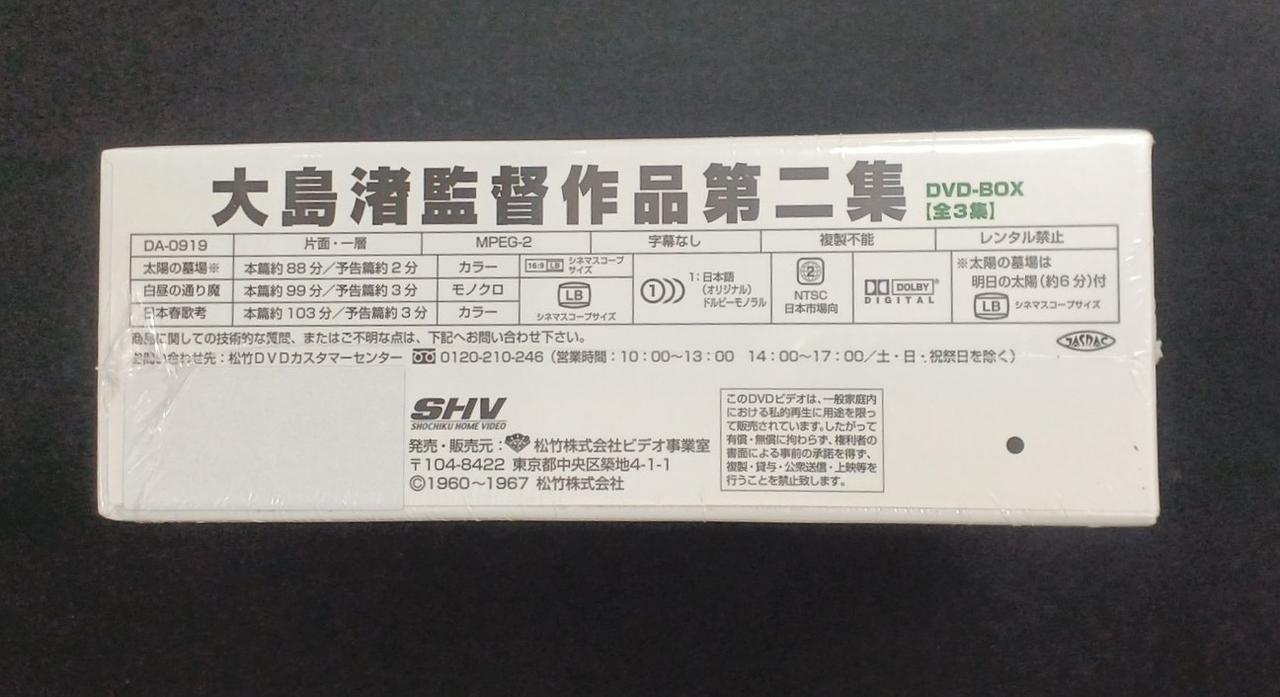 大島渚監督作品第二集 DVD-BOX
【全3集】
DA-0919 片面・一層 MPEG-2 字幕なし 複製不能 レンタル禁止
太陽の墓場※ 本篇約88分／予告篇約2分 カラー 16:9 LB シネマスコープサイズ
白昼の通り魔 本篇約99分／予告篇約3分 モノクロ LB シネマスコープサイズ
日本春歌考 本篇約103分／予告篇約3分 カラー
1))) 1：日本語
（オリジナル）
ドルビーモノラル
2
NTSC
日本市場向
DOLBY
DIGITAL
※太陽の墓場は
明日の太陽（約6分）付
LB シネマスコープサイズ
商品に関しての技術的な質問、またはご不明な点は、下記へお問い合わせ下さい。
お問い合わせ先：松竹DVDカスタマーセンター 0120-210-246（営業時間：10：00〜13：00 14：00〜17：00／土・日・祝祭日を除く）
JASRAC
SHV
SHOCHIKU HOME VIDEO
発売・販売元： 松竹株式会社ビデオ事業室
〒104-8422 東京都中央区築地4-1-1
©1960〜1967 松竹株式会社
このDVDビデオは、一般家庭内
における私的再生に用途を限っ
て販売されています。したがって
有償・無償に拘わらず、権利者の
書面による事前の承諾を得ず、
複製・貸与・公衆送信・上映等を
行うことを禁止致します。